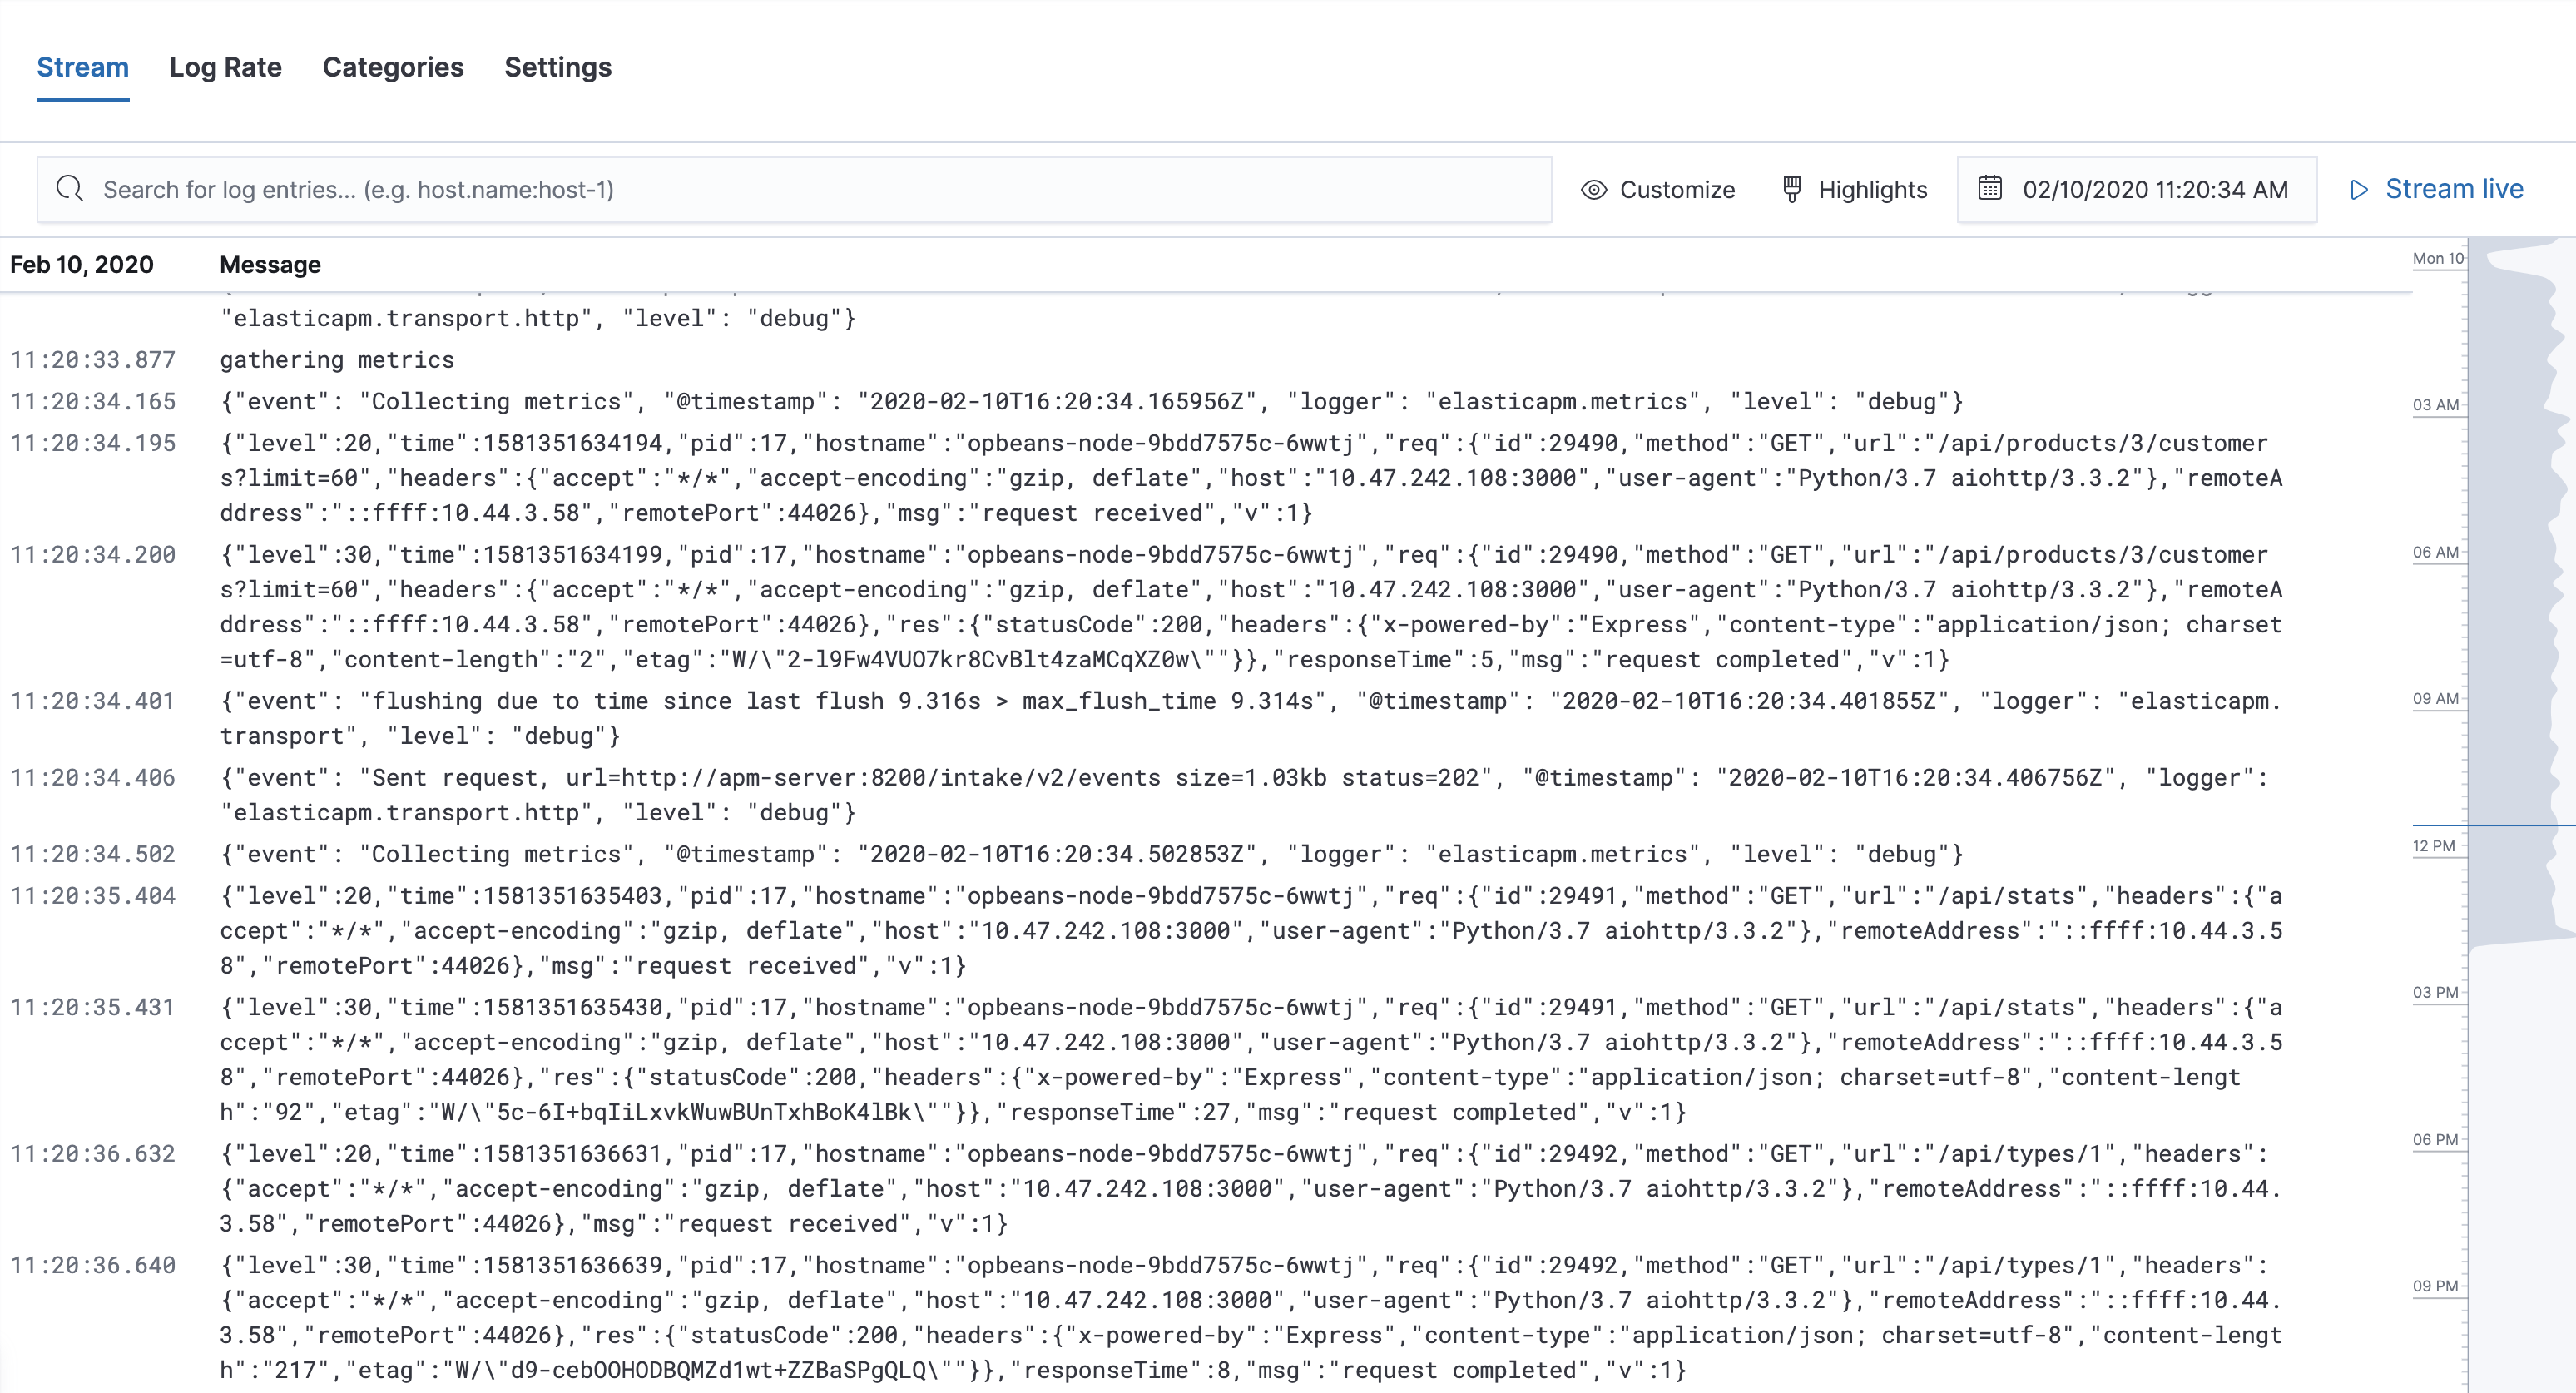 Stream Log Rate Categories Settings
Search for log entries... (e.g. host.name:host-1) Customize Highlights 02/10/2020 11:20:34 AM Stream live
Feb 10, 2020 Message
Mon 10
"elasticapm.transport.http", "level": "debug"}
11:20:33.877 gathering metrics
11:20:34.165 {"event": "Collecting metrics", "@timestamp": "2020-02-10T16:20:34.165956Z", "logger": "elasticapm.metrics", "level": "debug"}
03 AM
11:20:34.195 {"level":20,"time":1581351634194,"pid":17,"hostname":"opbeans-node-9bdd7575c-6wwtj","req":{"id":29490,"method":"GET","url":"/api/products/3/customer
s?limit=60","headers":{"accept":"*/*","accept-encoding":"gzip, deflate","host":"10.47.242.108:3000","user-agent":"Python/3.7 aiohttp/3.3.2"},"remoteA
ddress":"::ffff:10.44.3.58","remotePort":44026},"msg":"request received","v":1}
11:20:34.200 {"level":30,"time":1581351634199,"pid":17,"hostname":"opbeans-node-9bdd7575c-6wwtj","req":{"id":29490,"method":"GET","url":"/api/products/3/customer
06 AM
s?limit=60","headers":{"accept":"*/*","accept-encoding":"gzip, deflate","host":"10.47.242.108:3000","user-agent":"Python/3.7 aiohttp/3.3.2"},"remoteA
ddress":"::ffff:10.44.3.58","remotePort":44026},"res":{"statusCode":200,"headers":{"x-powered-by":"Express","content-type":"application/json; charset
=utf-8","content-length":"2","etag":"W/\"2-l9Fw4VUO7kr8CvBlt4zaMCqXZ0w\""}},"responseTime":5,"msg":"request completed","v":1}
11:20:34.401 {"event": "flushing due to time since last flush 9.316s > max_flush_time 9.314s", "@timestamp": "2020-02-10T16:20:34.401855Z", "logger": "elasticapm.
09 AM
transport", "level": "debug"}
11:20:34.406 {"event": "Sent request, url=http://apm-server:8200/intake/v2/events size=1.03kb status=202", "@timestamp": "2020-02-10T16:20:34.406756Z", "logger":
"elasticapm.transport.http", "level": "debug"}
11:20:34.502 {"event": "Collecting metrics", "@timestamp": "2020-02-10T16:20:34.502853Z", "logger": "elasticapm.metrics", "level": "debug"}
12 PM
11:20:35.404 {"level":20,"time":1581351635403,"pid":17,"hostname":"opbeans-node-9bdd7575c-6wwtj","req":{"id":29491,"method":"GET","url":"/api/stats","headers":{"a
ccept":"*/*","accept-encoding":"gzip, deflate","host":"10.47.242.108:3000","user-agent":"Python/3.7 aiohttp/3.3.2"},"remoteAddress":"::ffff:10.44.3.5
8","remotePort":44026},"msg":"request received","v":1}
11:20:35.431 {"level":30,"time":1581351635430,"pid":17,"hostname":"opbeans-node-9bdd7575c-6wwtj","req":{"id":29491,"method":"GET","url":"/api/stats","headers":{"a
03 PM
ccept":"*/*","accept-encoding":"gzip, deflate","host":"10.47.242.108:3000","user-agent":"Python/3.7 aiohttp/3.3.2"},"remoteAddress":"::ffff:10.44.3.5
8","remotePort":44026},"res":{"statusCode":200,"headers":{"x-powered-by":"Express","content-type":"application/json; charset=utf-8","content-lengt
h":"92","etag":"W/\"5c-6I+bqIiLxvkWuwBUnTxhBoK4lBk\""}},"responseTime":27,"msg":"request completed","v":1}
11:20:36.632 {"level":20,"time":1581351636631,"pid":17,"hostname":"opbeans-node-9bdd7575c-6wwtj","req":{"id":29492,"method":"GET","url":"/api/types/1","headers":
06 PM
{"accept":"*/*","accept-encoding":"gzip, deflate","host":"10.47.242.108:3000","user-agent":"Python/3.7 aiohttp/3.3.2"},"remoteAddress":"::ffff:10.44.
3.58","remotePort":44026},"msg":"request received","v":1}
11:20:36.640 {"level":30,"time":1581351636639,"pid":17,"hostname":"opbeans-node-9bdd7575c-6wwtj","req":{"id":29492,"method":"GET","url":"/api/types/1","headers":
09 PM
{"accept":"*/*","accept-encoding":"gzip, deflate","host":"10.47.242.108:3000","user-agent":"Python/3.7 aiohttp/3.3.2"},"remoteAddress":"::ffff:10.44.
3.58","remotePort":44026},"res":{"statusCode":200,"headers":{"x-powered-by":"Express","content-type":"application/json; charset=utf-8","content-lengt
h":"217","etag":"W/\"d9-cebOOHODBQMZd1wt+ZZBaSPgQLQ\""}},"responseTime":8,"msg":"request completed","v":1}